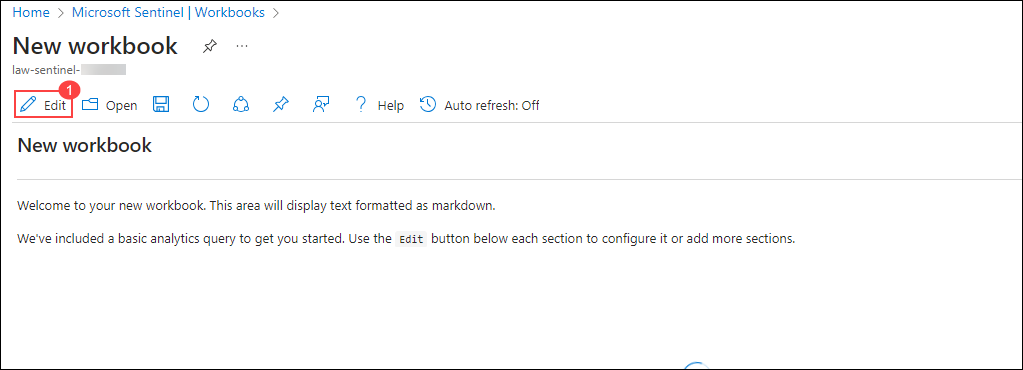 Home > Microsoft Sentinel | Workbooks >
New workbook
law-sentinel-
1
Edit Open Help Auto refresh: Off
New workbook
Welcome to your new workbook. This area will display text formatted as markdown.
We've included a basic analytics query to get you started. Use the Edit button below each section to configure it or add more sections.